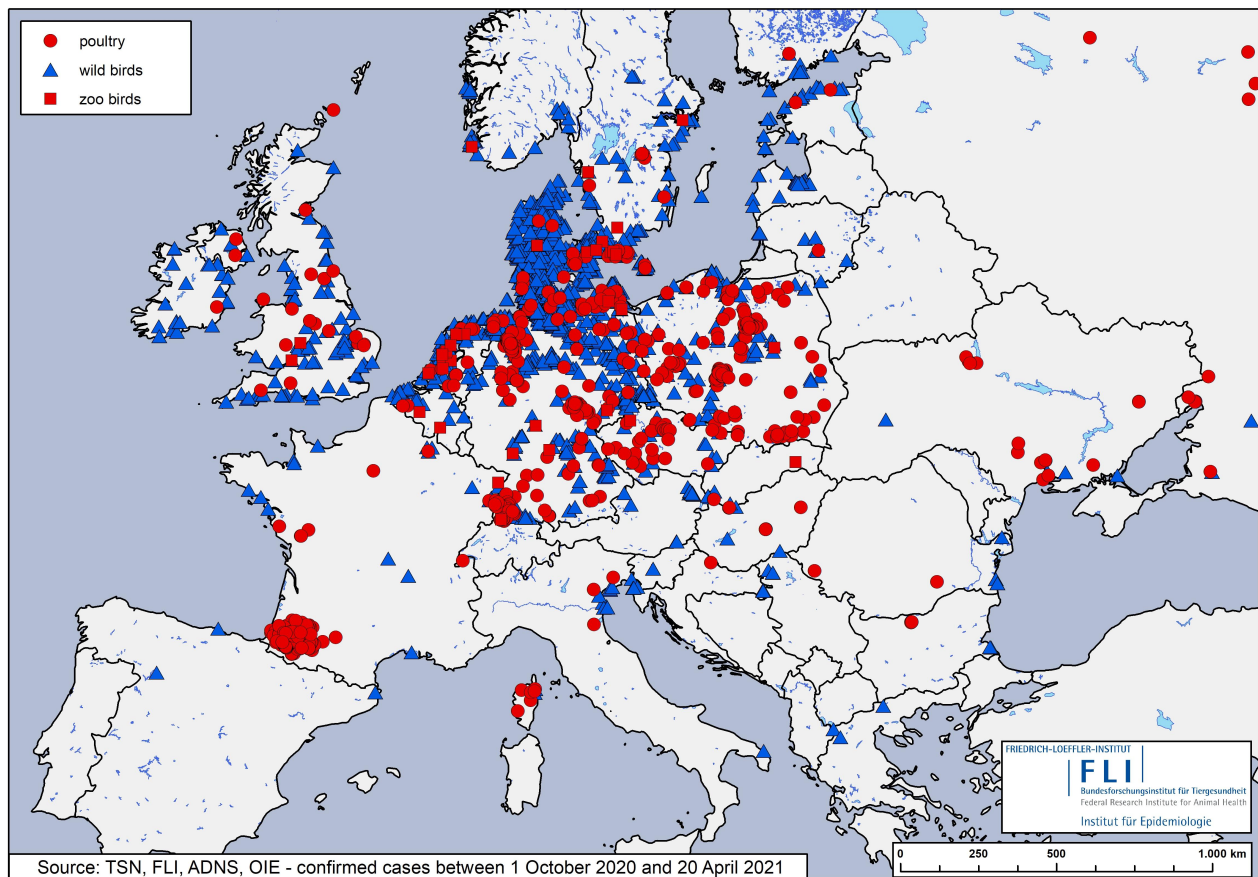 poultry
wild birds
zoo birds
FRIEDRICH-LOEFFLER-INSTITUT
FLI
Bundesforschungsinstitut für Tiergesundheit
Federal Research Institute for Animal Health
Institut für Epidemiologie
Source: TSN, FLI, ADNS, OIE - confirmed cases between 1 October 2020 and 20 April 2021
0 250 500 1.000 km